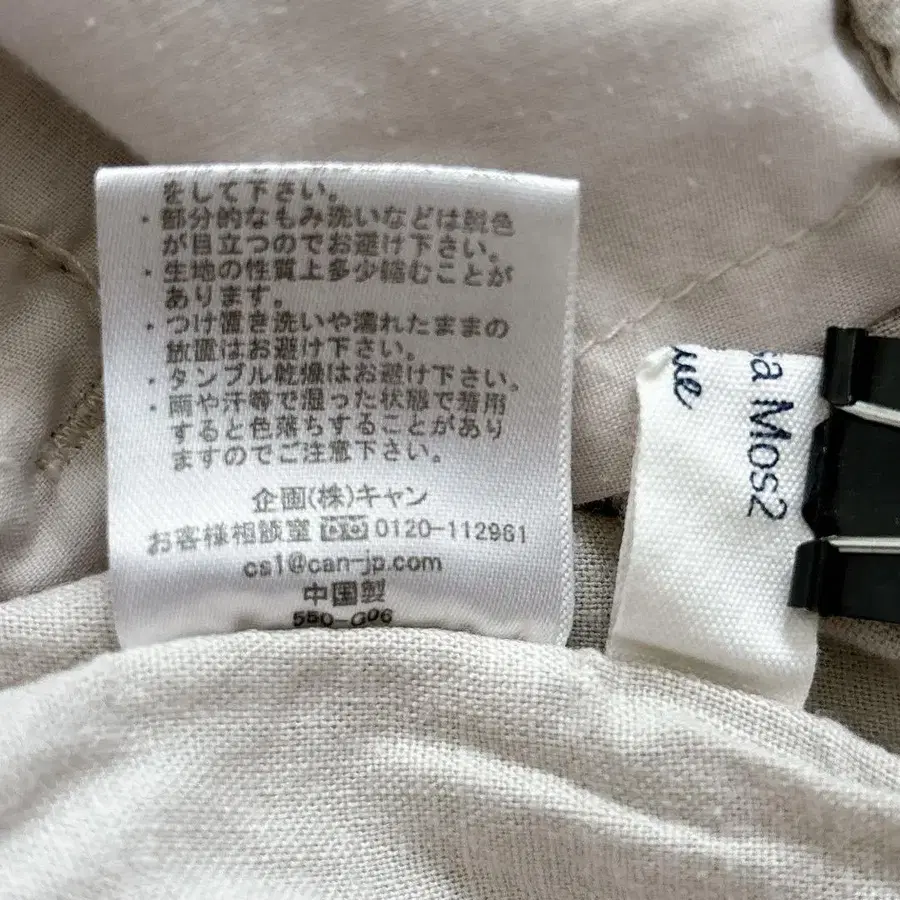 をして下さい。
・部分的なもみ洗いなどは脱色
が目立つのでお避け下さい。
・生地の性質上多少縮むことが
あります。
・つけ置き洗いや濡れたままの
放置はお避け下さい。
・タンブル乾燥はお避け下さい。
・雨や汗等で湿った状態で着用
すると色落ちすることがあり
ますのでご注意下さい。
企画(株)キャン
お客様相談室 0120-112961
cs1@can-jp.com
中国製
550-G06
sa Mos2
ue